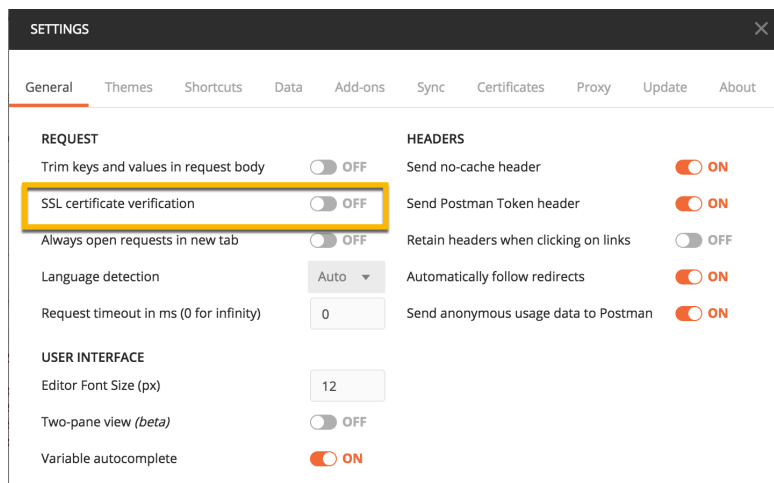 SETTINGS
General Themes Shortcuts Data Add-ons Sync Certificates Proxy Update About
REQUEST
Trim keys and values in request body OFF
SSL certificate verification OFF
Always open requests in new tab OFF
Language detection Auto
Request timeout in ms (0 for infinity) 0
USER INTERFACE
Editor Font Size (px) 12
Two-pane view (beta) OFF
Variable autocomplete ON
HEADERS
Send no-cache header ON
Send Postman Token header ON
Retain headers when clicking on links OFF
Automatically follow redirects ON
Send anonymous usage data to Postman ON